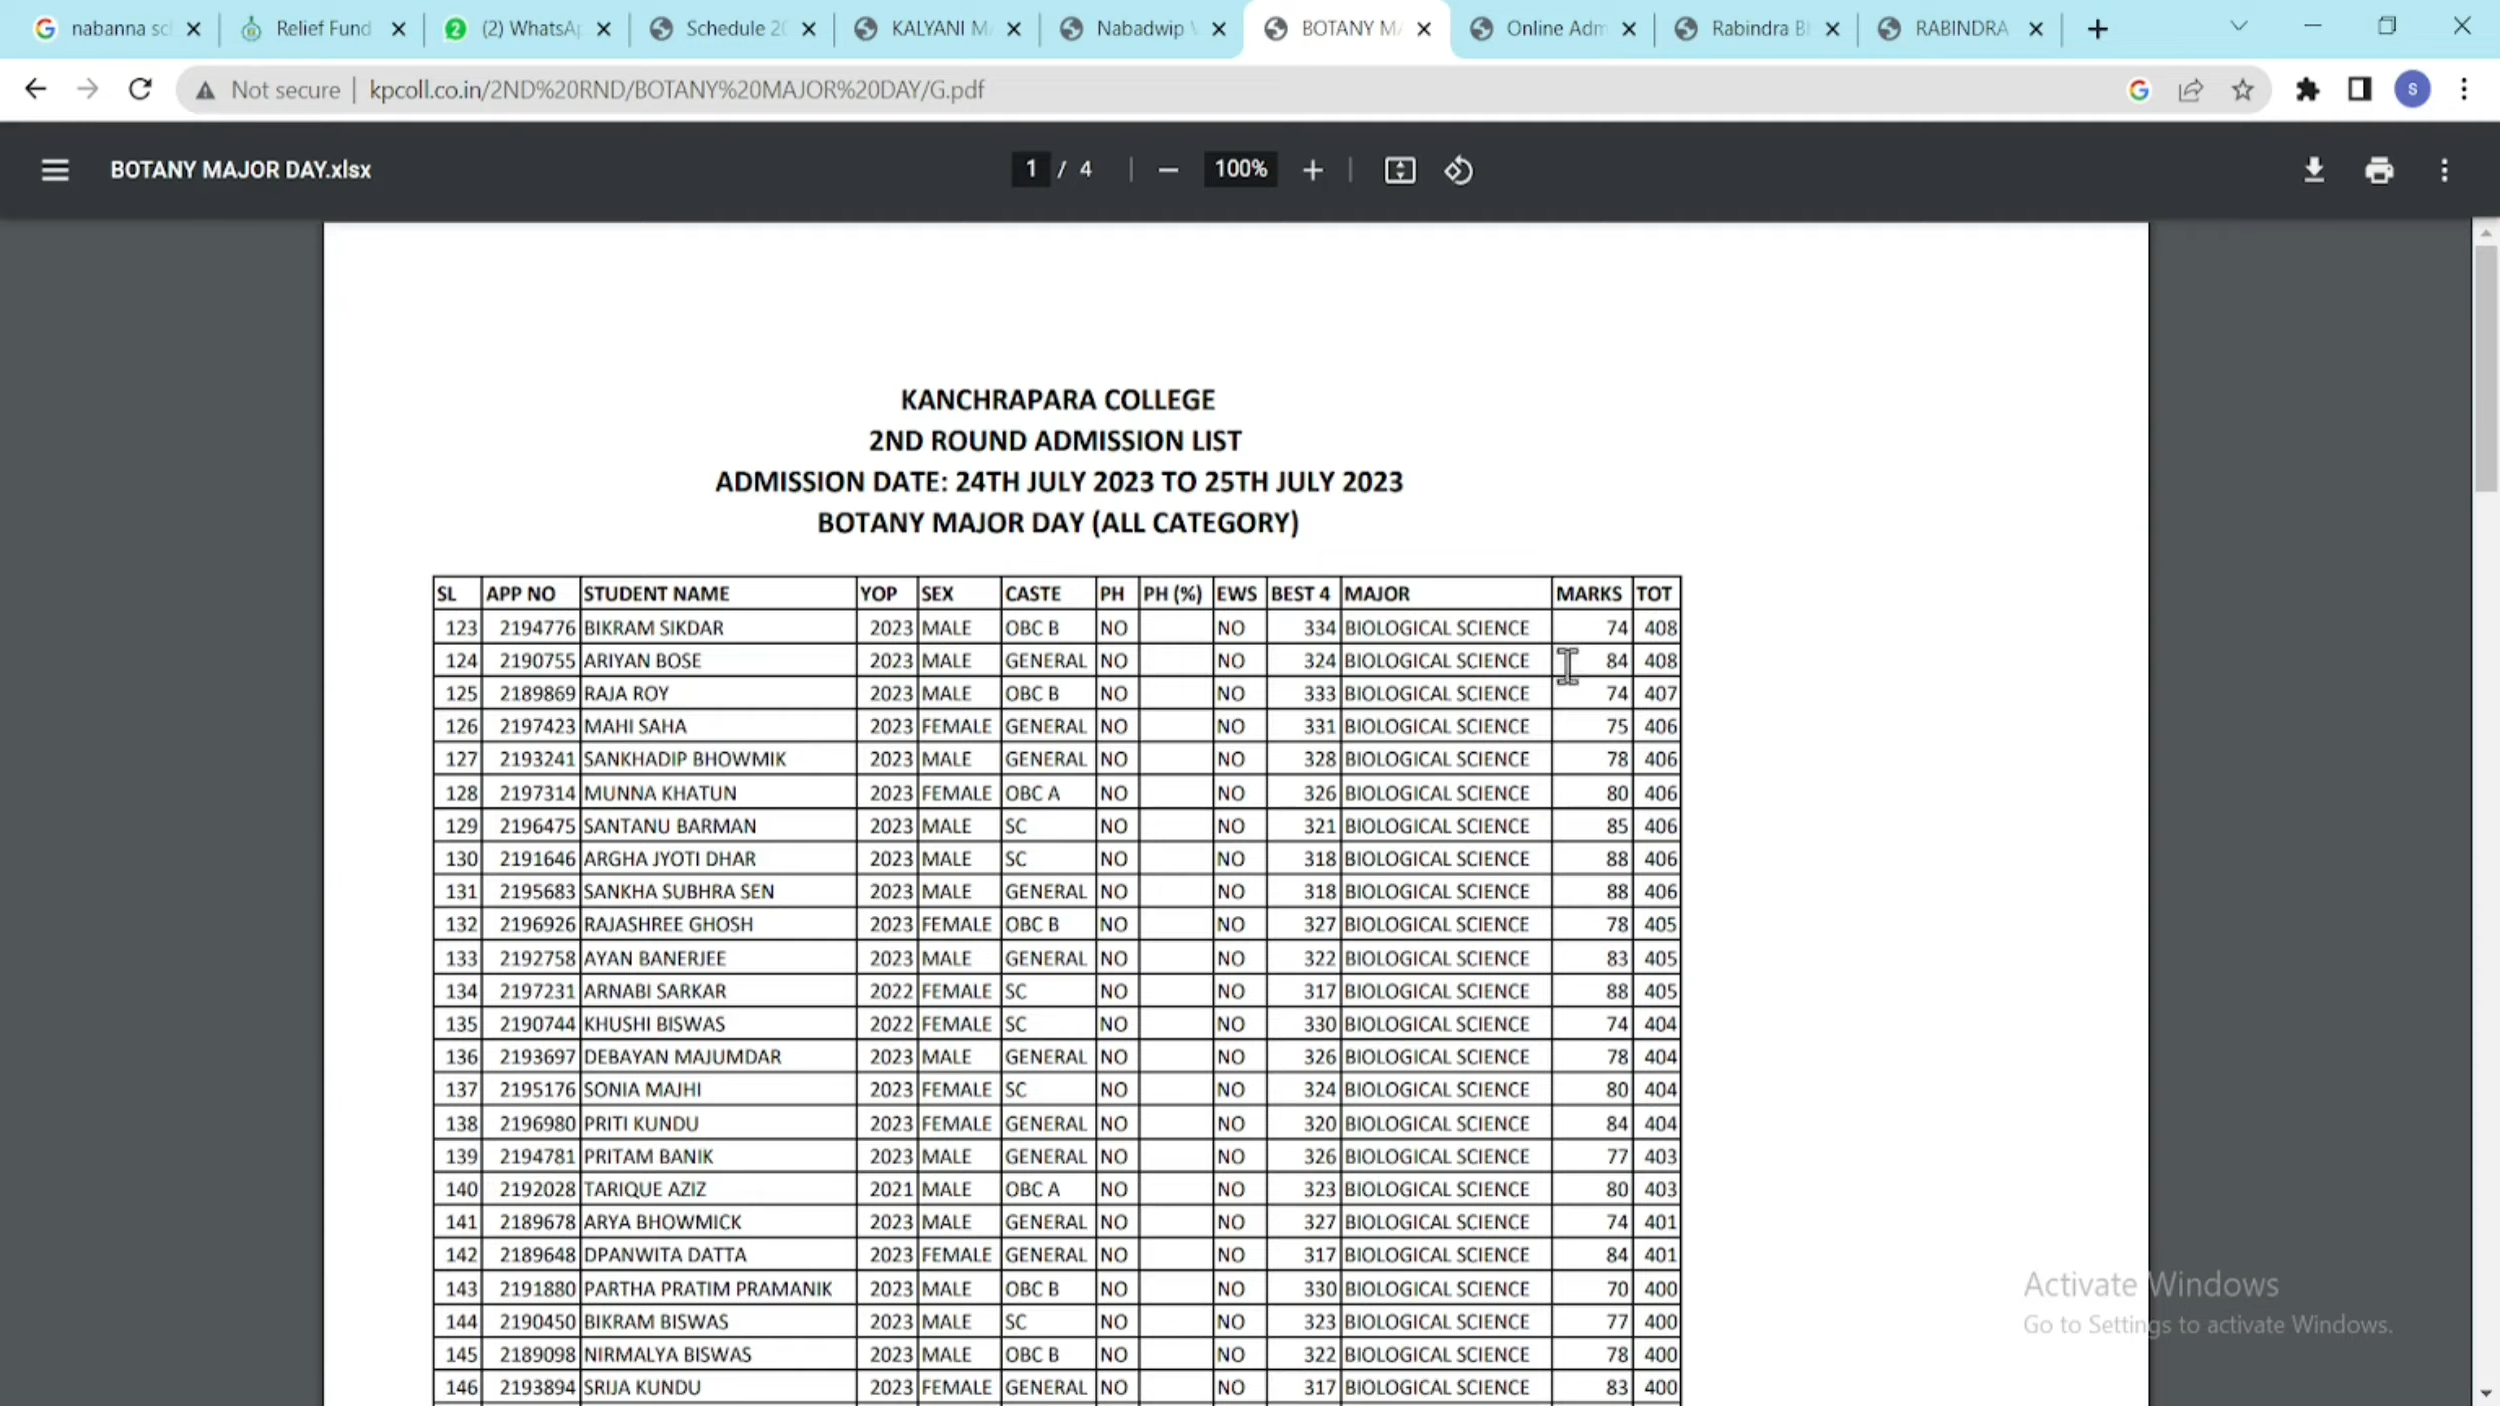 nabanna sc
Relief Fund
2 (2) WhatsA
Schedule 20
KALYANI M
Nabadwip
BOTANY M
Online Adm
Rabindra B
RABINDRA
Not secure | kpcoll.co.in/2ND%20RND/BOTANY%20MAJOR%20DAY/G.pdf S
BOTANY MAJOR DAY.xlsx 1 / 4 100%
KANCHRAPARA COLLEGE
2ND ROUND ADMISSION LIST
ADMISSION DATE: 24TH JULY 2023 TO 25TH JULY 2023
BOTANY MAJOR DAY (ALL CATEGORY)
SL APP NO STUDENT NAME YOP SEX CASTE PH PH (%) EWS BEST 4 MAJOR MARKS TOT
123 2194776 BIKRAM SIKDAR 2023 MALE OBC B NO NO 334 BIOLOGICAL SCIENCE 74 408
124 2190755 ARIYAN BOSE 2023 MALE GENERAL NO NO 324 BIOLOGICAL SCIENCE 84 408
125 2189869 RAJA ROY 2023 MALE OBC B NO NO 333 BIOLOGICAL SCIENCE 74 407
126 2197423 MAHI SAHA 2023 FEMALE GENERAL NO NO 331 BIOLOGICAL SCIENCE 75 406
127 2193241 SANKHADIP BHOWMIK 2023 MALE GENERAL NO NO 328 BIOLOGICAL SCIENCE 78 406
128 2197314 MUNNA KHATUN 2023 FEMALE OBC A NO NO 326 BIOLOGICAL SCIENCE 80 406
129 2196475 SANTANU BARMAN 2023 MALE SC NO NO 321 BIOLOGICAL SCIENCE 85 406
130 2191646 ARGHA JYOTI DHAR 2023 MALE SC NO NO 318 BIOLOGICAL SCIENCE 88 406
131 2195683 SANKHA SUBHRA SEN 2023 MALE GENERAL NO NO 318 BIOLOGICAL SCIENCE 88 406
132 2196926 RAJASHREE GHOSH 2023 FEMALE OBC B NO NO 327 BIOLOGICAL SCIENCE 78 405
133 2192758 AYAN BANERJEE 2023 MALE GENERAL NO NO 322 BIOLOGICAL SCIENCE 83 405
134 2197231 ARNABI SARKAR 2022 FEMALE SC NO NO 317 BIOLOGICAL SCIENCE 88 405
135 2190744 KHUSHI BISWAS 2022 FEMALE SC NO NO 330 BIOLOGICAL SCIENCE 74 404
136 2193697 DEBAYAN MAJUMDAR 2023 MALE GENERAL NO NO 326 BIOLOGICAL SCIENCE 78 404
137 2195176 SONIA MAJHI 2023 FEMALE SC NO NO 324 BIOLOGICAL SCIENCE 80 404
138 2196980 PRITI KUNDU 2023 FEMALE GENERAL NO NO 320 BIOLOGICAL SCIENCE 84 404
139 2194781 PRITAM BANIK 2023 MALE GENERAL NO NO 326 BIOLOGICAL SCIENCE 77 403
140 2192028 TARIQUE AZIZ 2021 MALE OBC A NO NO 323 BIOLOGICAL SCIENCE 80 403
141 2189678 ARYA BHOWMICK 2023 MALE GENERAL NO NO 327 BIOLOGICAL SCIENCE 74 401
142 2189648 DPANWITA DATTA 2023 FEMALE GENERAL NO NO 317 BIOLOGICAL SCIENCE 84 401
143 2191880 PARTHA PRATIM PRAMANIK 2023 MALE OBC B NO NO 330 BIOLOGICAL SCIENCE 70 400
144 2190450 BIKRAM BISWAS 2023 MALE SC NO NO 323 BIOLOGICAL SCIENCE 77 400
145 2189098 NIRMALYA BISWAS 2023 MALE OBC B NO NO 322 BIOLOGICAL SCIENCE 78 400
146 2193894 SRIJA KUNDU 2023 FEMALE GENERAL NO NO 317 BIOLOGICAL SCIENCE 83 400
Activate Windows
Go to Settings to activate Windows.